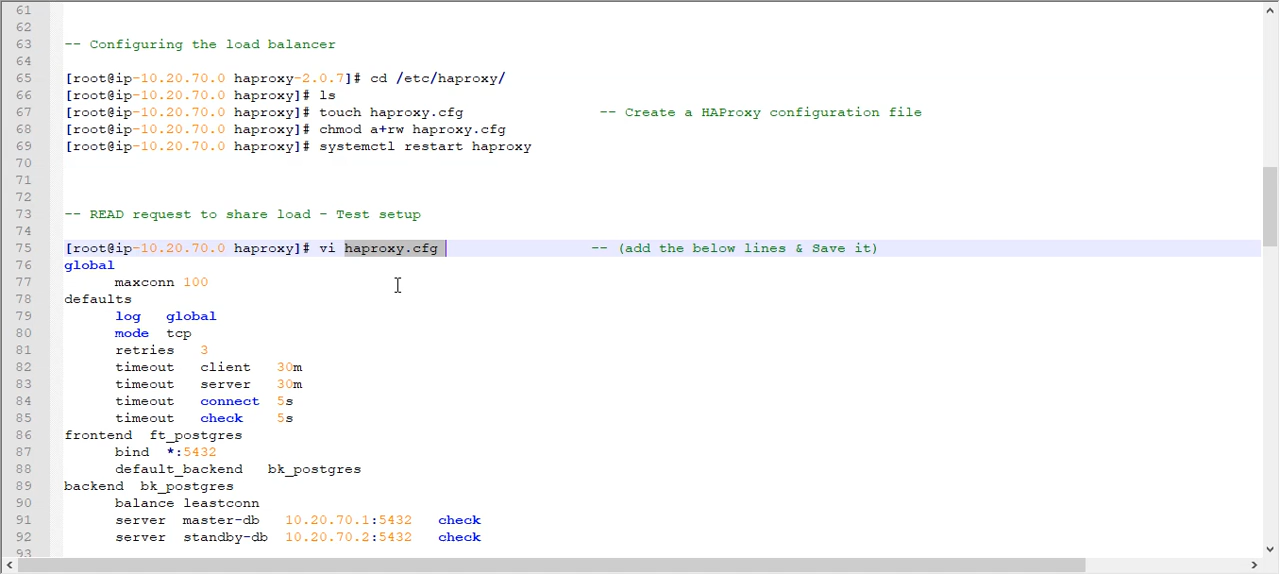 61
62
63 -- Configuring the load balancer
64
65 [root@ip-10.20.70.0 haproxy-2.0.7]# cd /etc/haproxy/
66 [root@ip-10.20.70.0 haproxy]# ls
67 [root@ip-10.20.70.0 haproxy]# touch haproxy.cfg -- Create a HAProxy configuration file
68 [root@ip-10.20.70.0 haproxy]# chmod a+rw haproxy.cfg
69 [root@ip-10.20.70.0 haproxy]# systemctl restart haproxy
70
71
72
73 -- READ request to share load - Test setup
74
75 [root@ip-10.20.70.0 haproxy]# vi haproxy.cfg -- (add the below lines & Save it)
76 global
77 maxconn 100
78 defaults
79 log global
80 mode tcp
81 retries 3
82 timeout client 30m
83 timeout server 30m
84 timeout connect 5s
85 timeout check 5s
86 frontend ft_postgres
87 bind *:5432
88 default_backend bk_postgres
89 backend bk_postgres
90 balance leastconn
91 server master-db 10.20.70.1:5432 check
92 server standby-db 10.20.70.2:5432 check
93